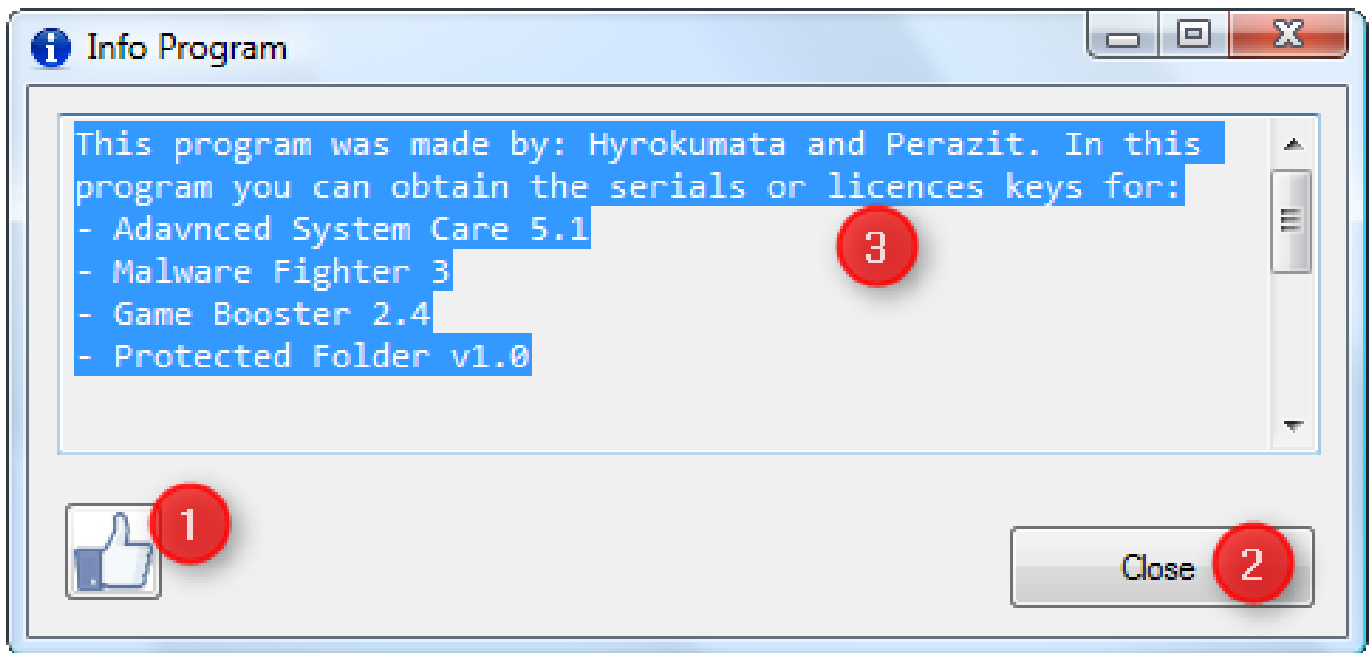 Info Program
This program was made by: Hyrokumata and Perazit. In this
program you can obtain the serials or licences keys for:
- Adavnced System Care 5.1
- Malware Fighter 3
- Game Booster 2.4
- Protected Folder v1.0
3
1
Close
2